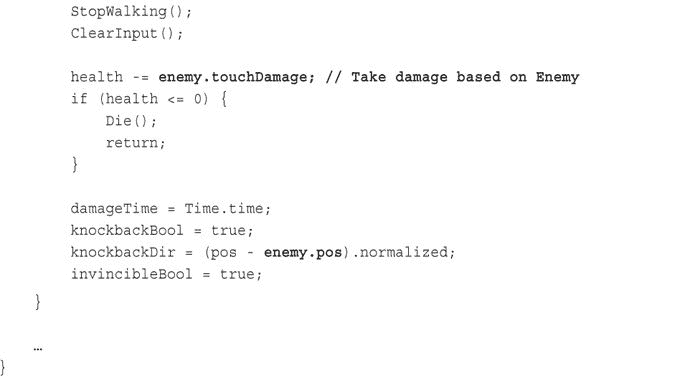 StopWalking();
ClearInput();
health -= enemy.touchDamage; // Take damage based on Enemy
if (health <= 0) {
Die();
return;
}
damageTime = Time.time;
knockbackBool = true;
knockbackDir = (pos - enemy.pos).normalized;
invincibleBool = true;
}
…
}